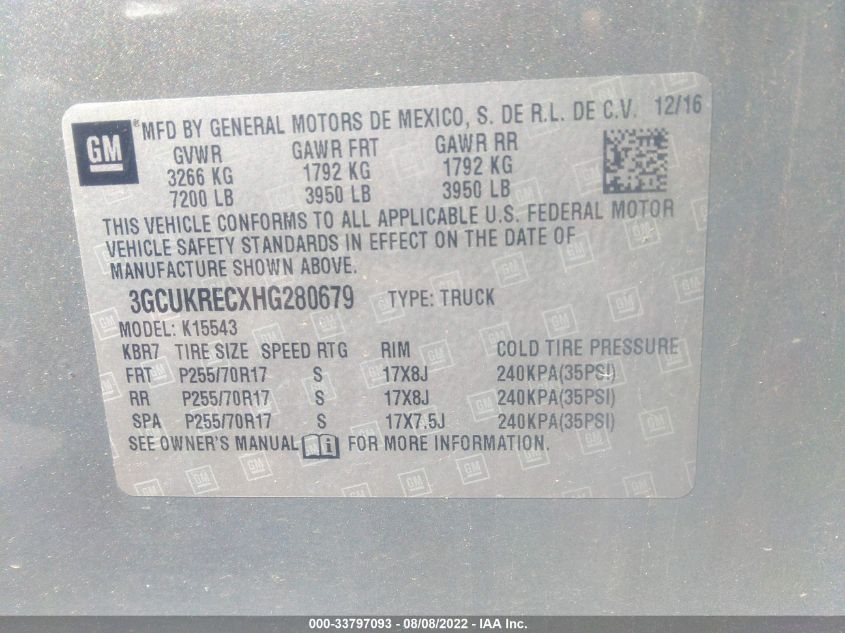 GM ® MFD BY GENERAL MOTORS DE MEXICO, S. DE R.L. DE C.V. 12/16
GVWR GAWR FRT GAWR RR
3266 KG 1792 KG 1792 KG
7200 LB 3950 LB 3950 LB
THIS VEHICLE CONFORMS TO ALL APPLICABLE U.S. FEDERAL MOTOR
VEHICLE SAFETY STANDARDS IN EFFECT ON THE DATE OF
MANUFACTURE SHOWN ABOVE.
3GCUKRECXHG280679 TYPE: TRUCK
MODEL: K15543
KBR7 TIRE SIZE SPEED RTG RIM COLD TIRE PRESSURE
FRT P255/70R17 S 17X8J 240KPA(35PSI)
RR P255/70R17 S 17X8J 240KPA(35PSI)
SPA P255/70R17 S 17X7.5J 240KPA(35PSI)
SEE OWNER'S MANUAL i FOR MORE INFORMATION.
000-33797093 - 08/08/2022 - IAA Inc.